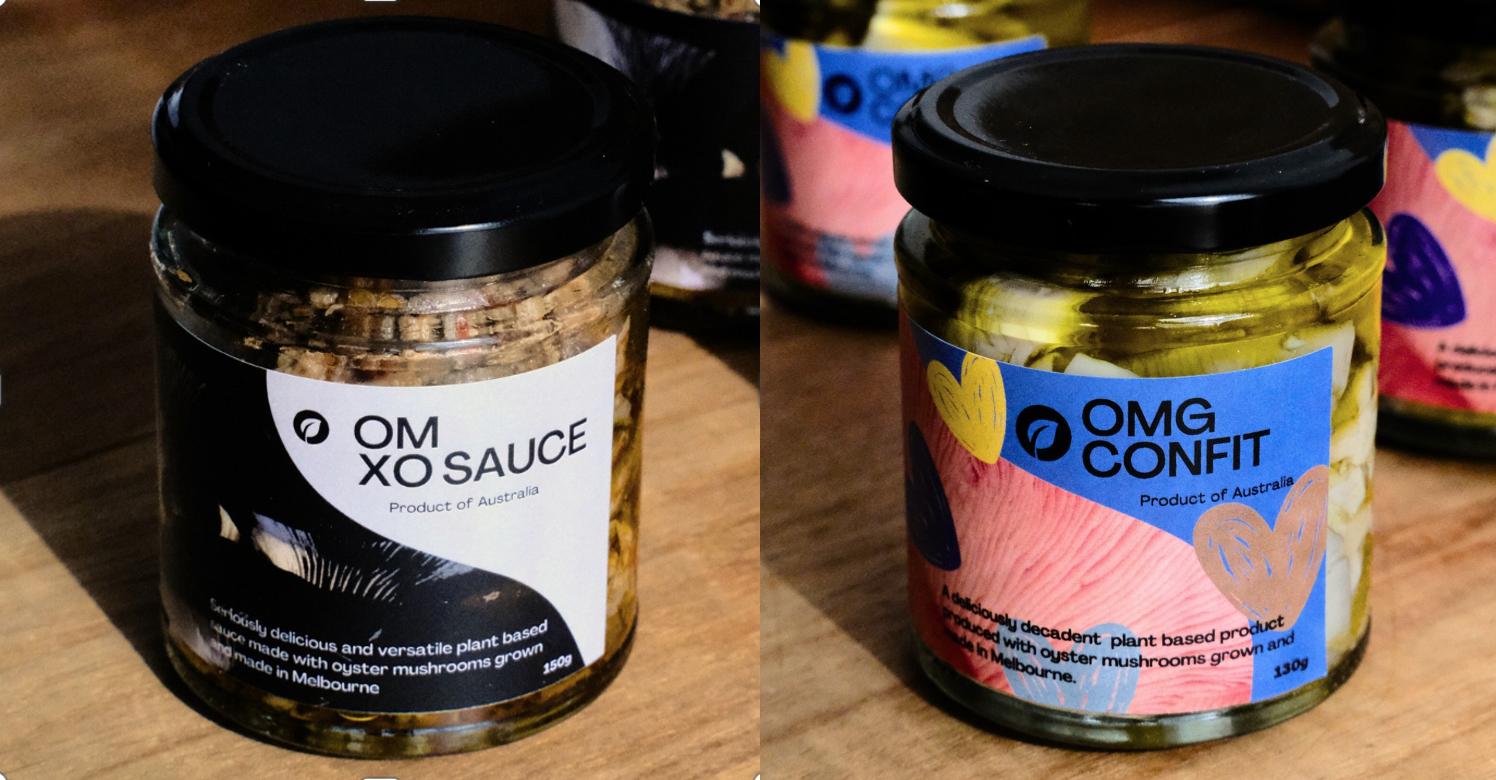 OM
XO SAUCE
Product of Australia
Seriously delicious and versatile plant based
sauce made with oyster mushrooms grown
and made in Melbourne
150g
OMG
CONFIT
Product of Australia
A deliciously decadent plant based product
produced with oyster mushrooms grown and
made in Melbourne.
130g